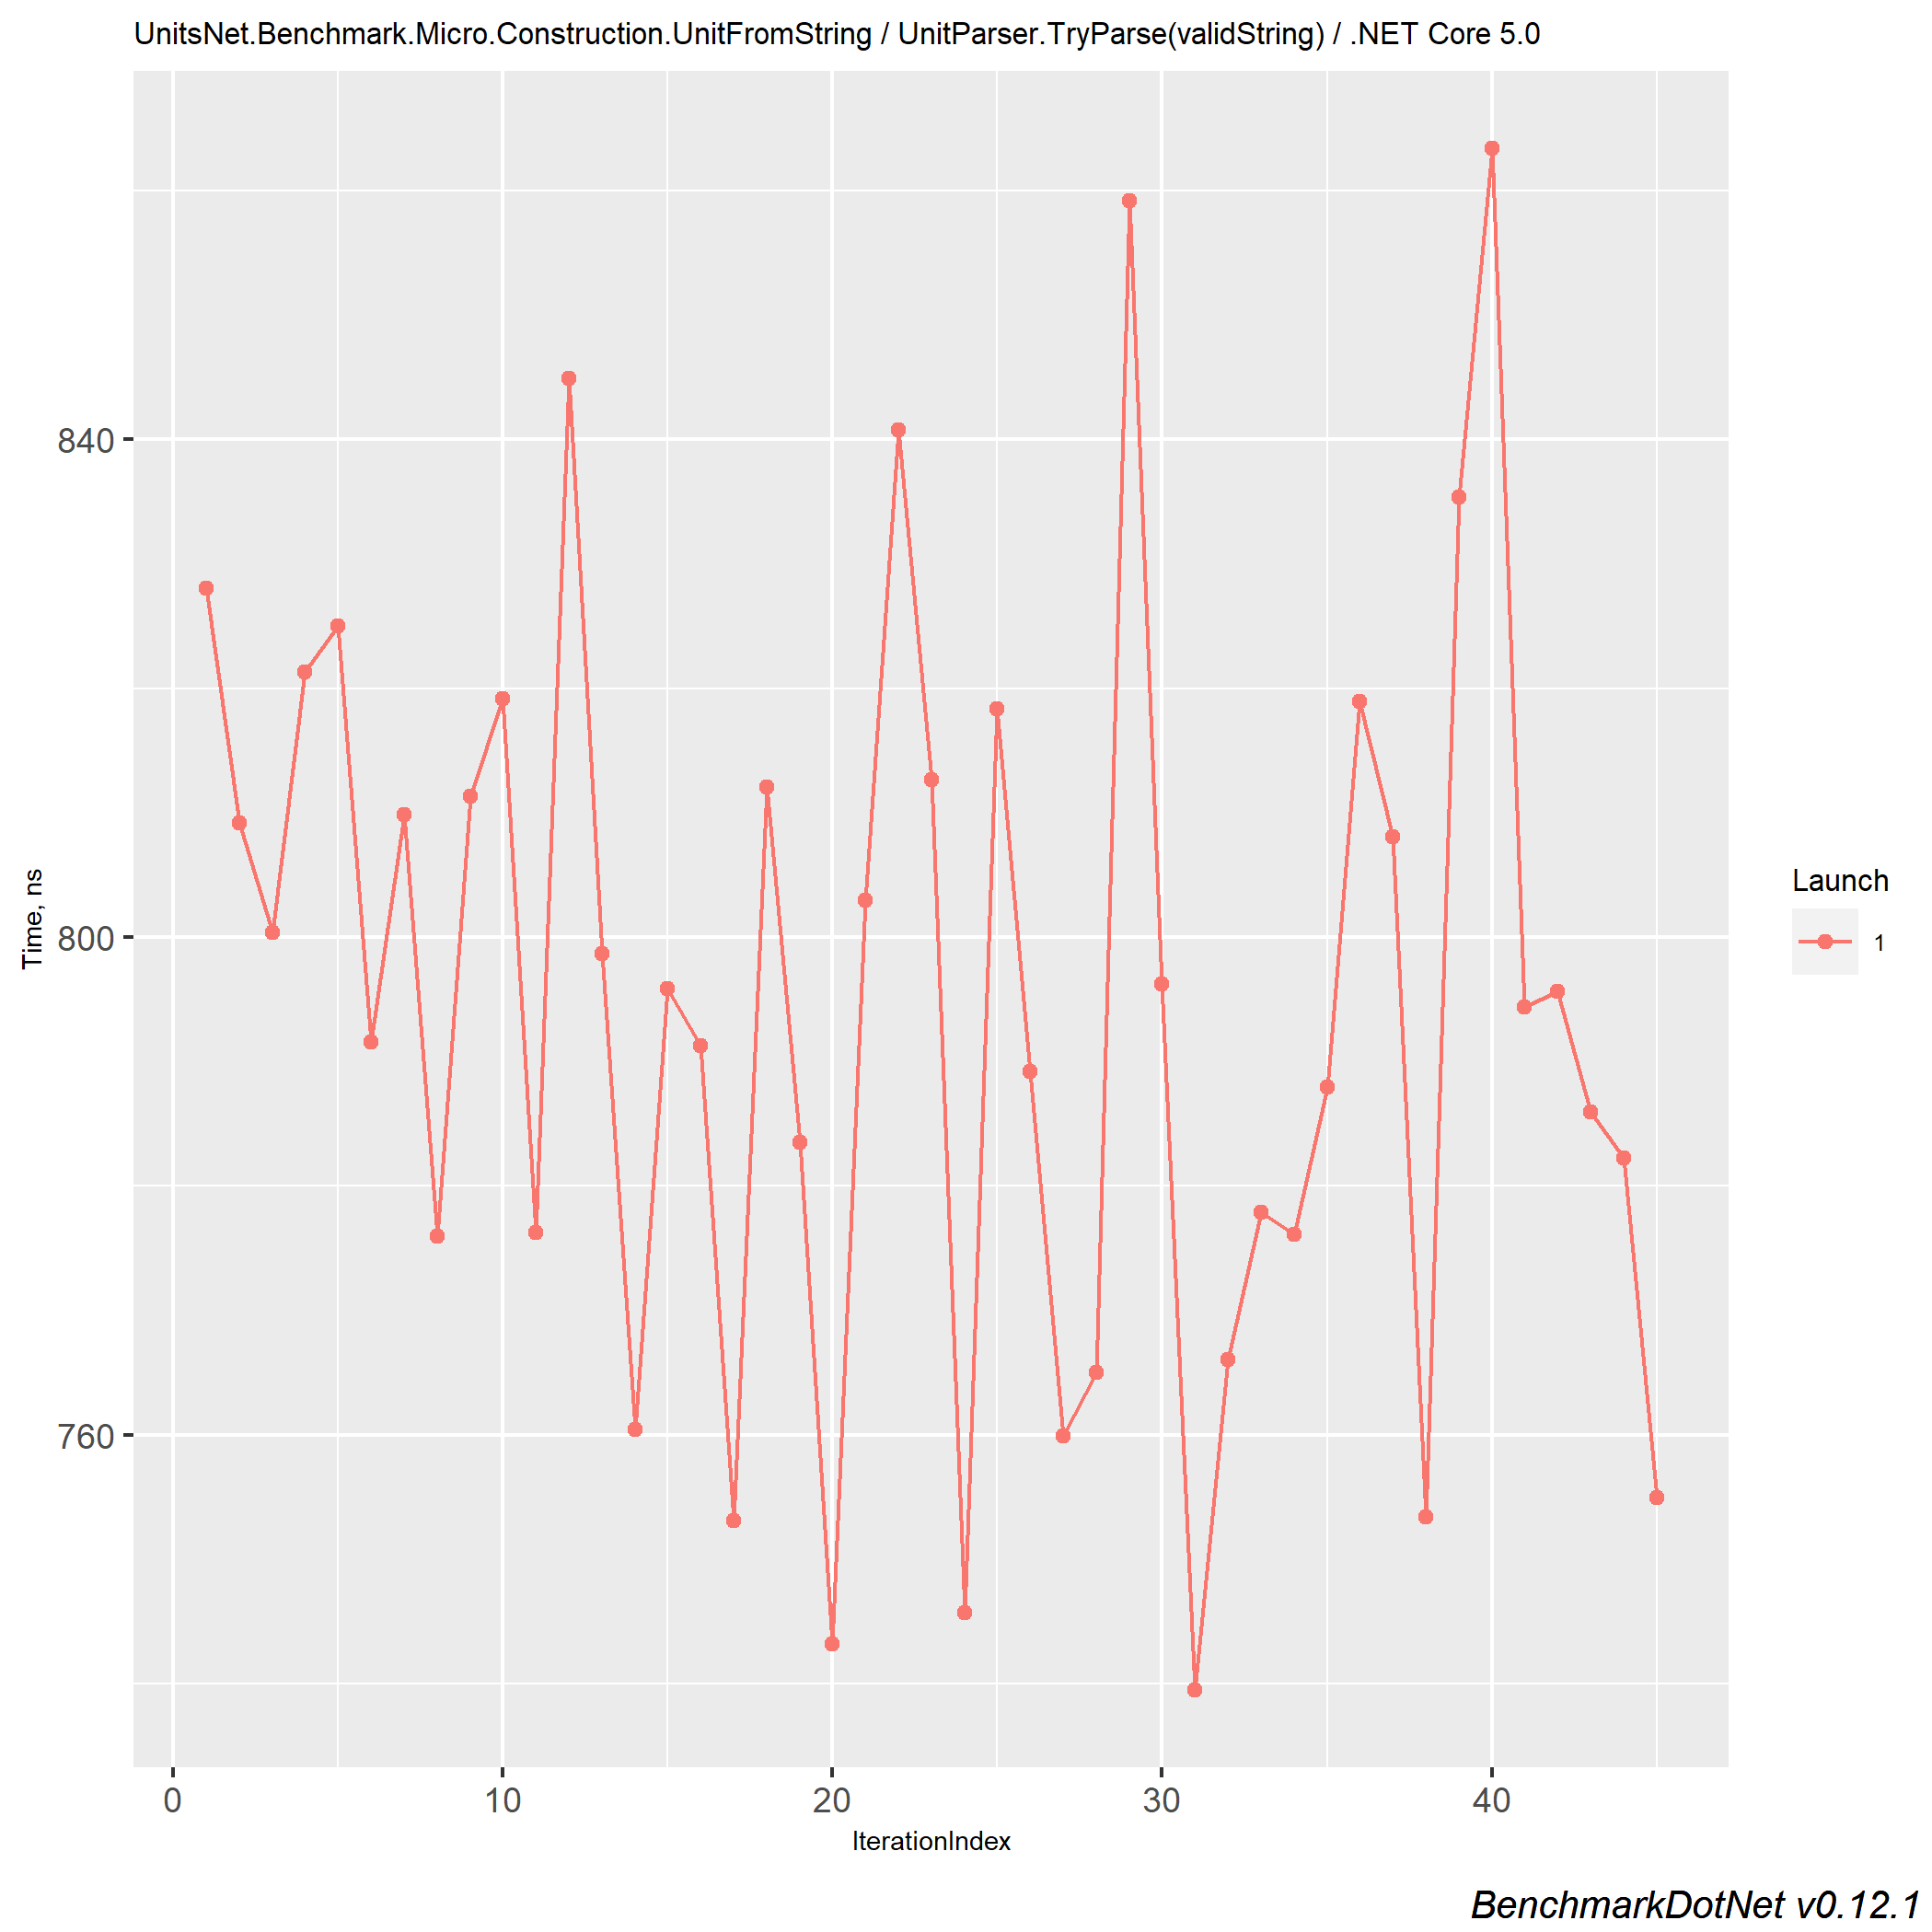 UnitsNet.Benchmark.Micro.Construction.UnitFromString / UnitParser.TryParse(validString) / .NET Core 5.0
Time, ns
840
800
760
0 10 20 30 40
IterationIndex
Launch
1
BenchmarkDotNet v0.12.1